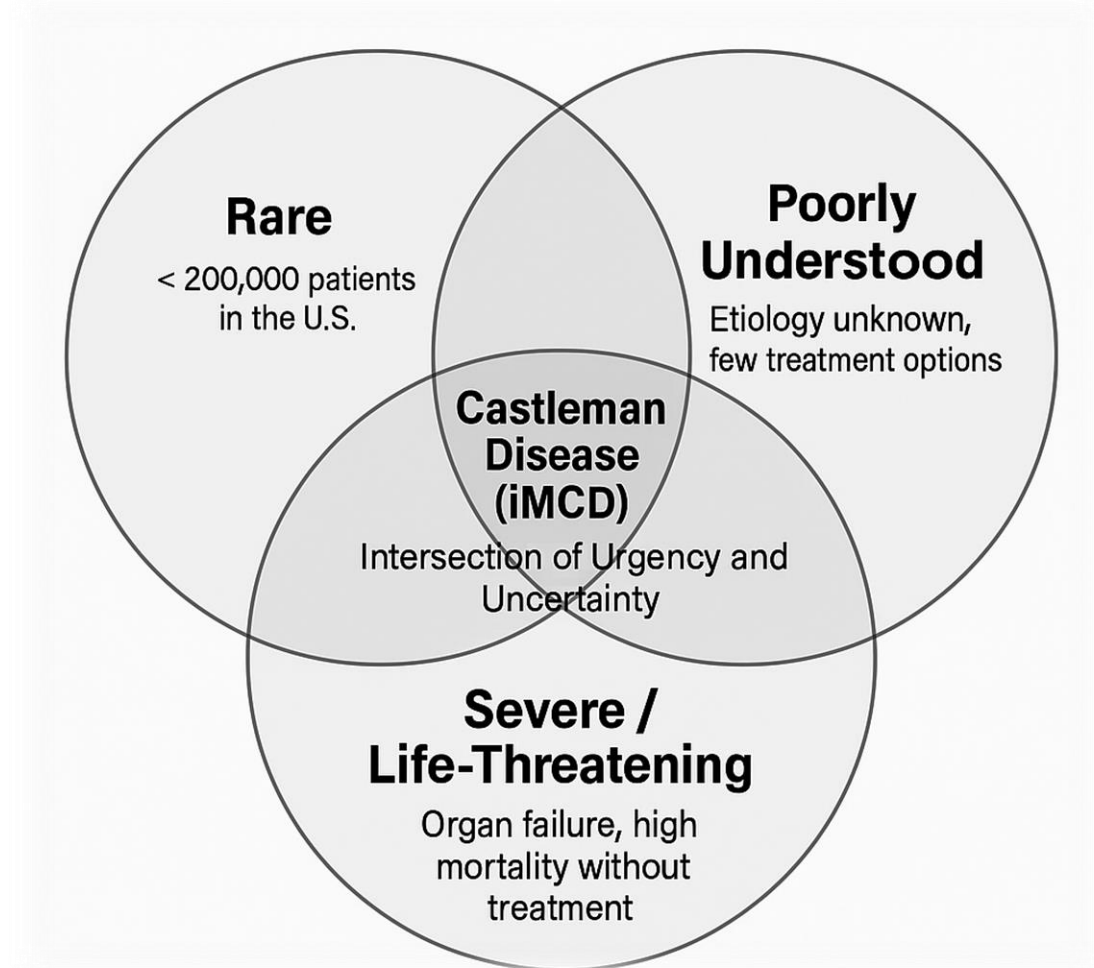 Rare
< 200,000 patients
in the U.S.
Poorly
Understood
Etiology unknown,
few treatment options
Castleman
Disease
(iMCD)
Intersection of Urgency and
Uncertainty
Severe /
Life-Threatening
Organ failure, high
mortality without
treatment